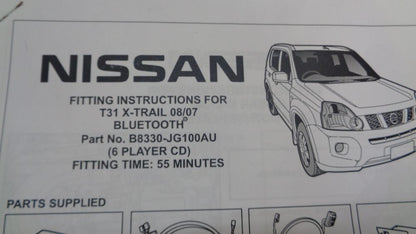 NISSAN
FITTING INSTRUCTIONS FOR
T31 X-TRAIL 08/07
BLUETOOTH®
Part No. B8330-JG100AU
(6 PLAYER CD)
FITTING TIME: 55 MINUTES
PARTS SUPPLIED